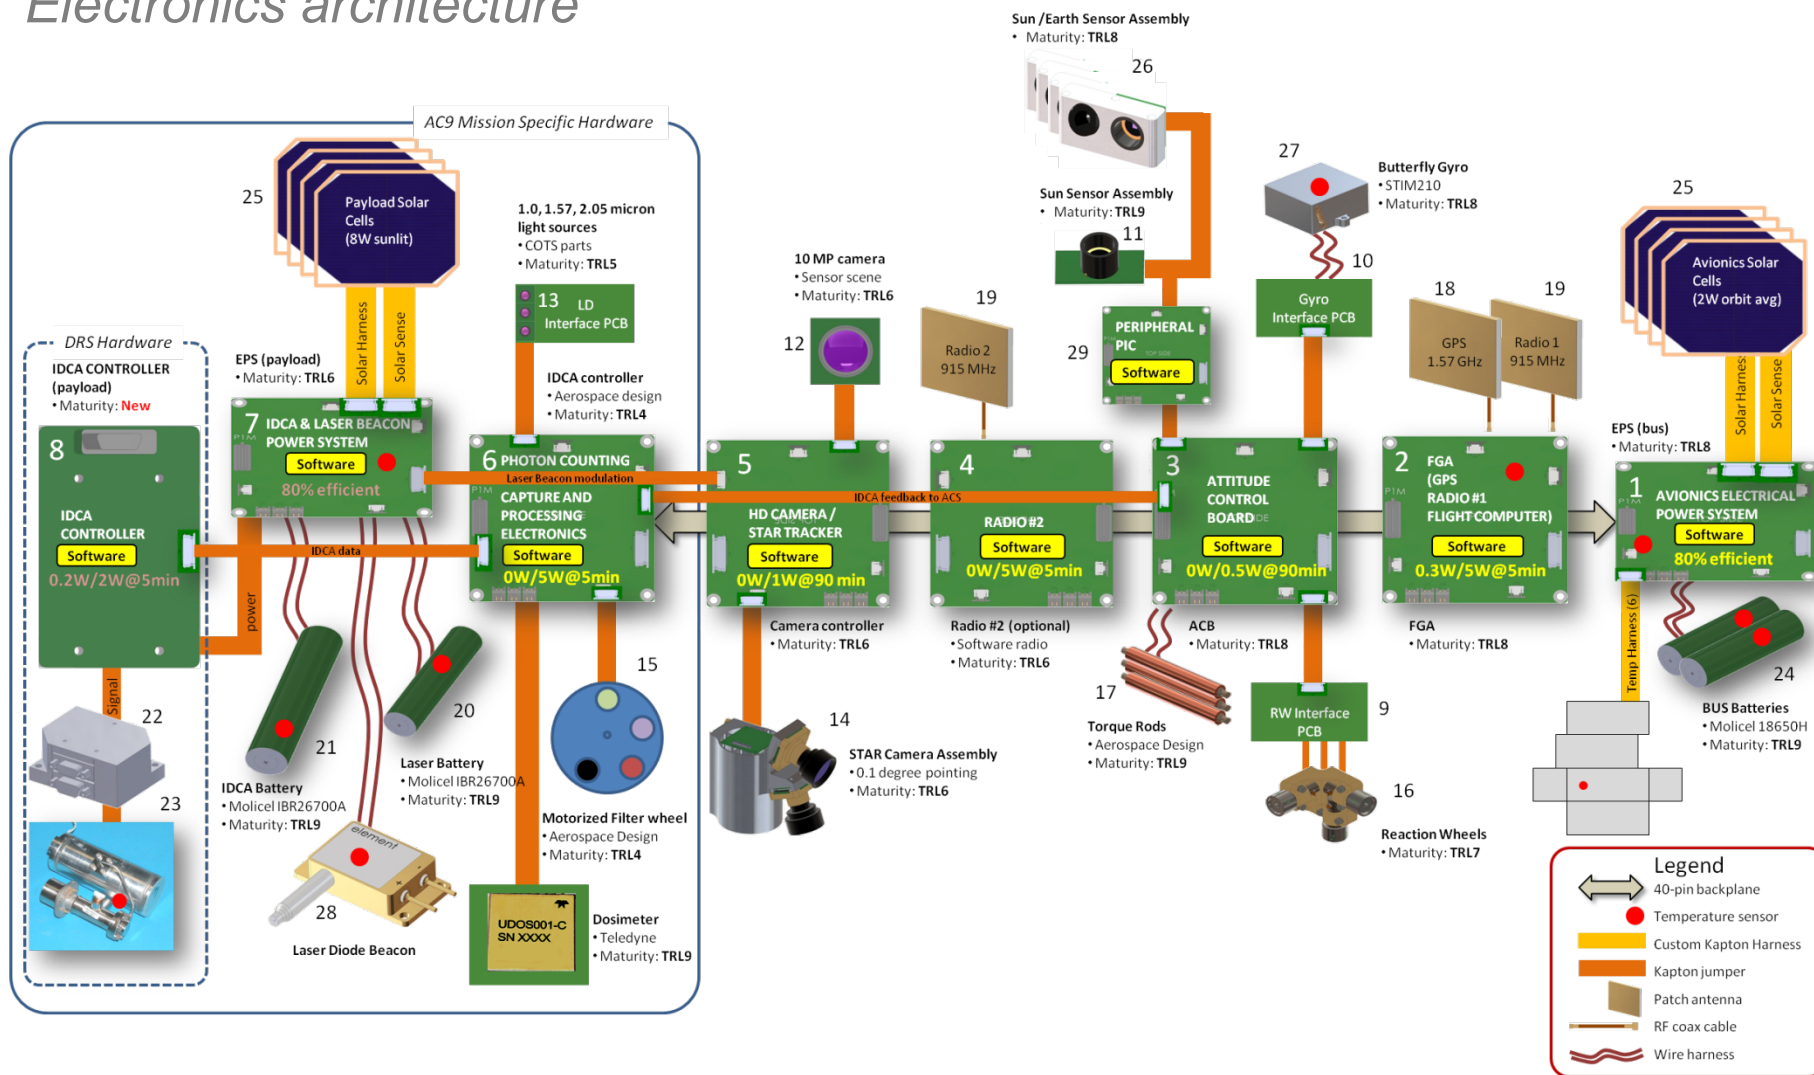 Electronics architecture
Sun /Earth Sensor Assembly
• Maturity: TRL8
26
AC9 Mission Specific Hardware
25
Payload Solar
Cells
(8W sunlit)
Solar Harness
Solar Sense
1.0, 1.57, 2.05 micron
light sources
• COTS parts
• Maturity: TRL5
13
LD
Interface PCB
10 MP camera
• Sensor scene
• Maturity: TRL6
12
19
Radio 2
915 MHz
Sun Sensor Assembly
• Maturity: TRL9
11
27
Butterfly Gyro
• STIM210
• Maturity: TRL8
10
Gyro
Interface PCB
29
PERIPHERAL
PIC
TOP SIDE
Software
18
GPS
1.57 GHz
19
Radio 1
915 MHz
25
Avionics Solar
Cells
(2W orbit avg)
Solar Harness
Solar Sense
DRS Hardware
IDCA CONTROLLER
(payload)
• Maturity: New
8
IDCA
CONTROLLER
Software
0.2W/2W@5min
EPS (payload)
• Maturity: TRL6
7
IDCA & LASER BEACON
POWER SYSTEM
P1M
Software
80% efficient
IDCA controller
• Aerospace design
• Maturity: TRL4
6
PHOTON COUNTING
Laser Beacon modulation
P1M
CAPTURE AND
PROCESSING
ELECTRONICS
Software
0W/5W@5min
IDCA data
power
Signal
5
IDCA feedback to ACS
HD CAMERA /
STAR TRACKER
Software
0W/1W@90 min
4
RADIO #2
Software
0W/5W@5min
3
ATTITUDE
CONTROL
BOARD
Software
0W/0.5W@90min
2
FGA
(GPS
RADIO #1
FLIGHT COMPUTER)
P1M
Software
0.3W/5W@5min
EPS (bus)
• Maturity: TRL8
1
AVIONICS ELECTRICAL
POWER SYSTEM
P1M
Software
80% efficient
Camera controller
• Maturity: TRL6
Radio #2 (optional)
• Software radio
• Maturity: TRL6
ACB
• Maturity: TRL8
FGA
• Maturity: TRL8
Temp Harness (6)
24
BUS Batteries
• Molicel 18650H
• Maturity: TRL9
22
23
21
IDCA Battery
• Molicel IBR26700A
• Maturity: TRL9
20
Laser Battery
• Molicel IBR26700A
• Maturity: TRL9
element
28
Laser Diode Beacon
15
Motorized Filter wheel
• Aerospace Design
• Maturity: TRL4
UDOS001-C
SN XXXX
Dosimeter
• Teledyne
• Maturity: TRL9
14
STAR Camera Assembly
• 0.1 degree pointing
• Maturity: TRL6
17
Torque Rods
• Aerospace Design
• Maturity: TRL9
9
RW Interface
PCB
16
Reaction Wheels
• Maturity: TRL7
Legend
40-pin backplane
Temperature sensor
Custom Kapton Harness
Kapton jumper
Patch antenna
RF coax cable
Wire harness